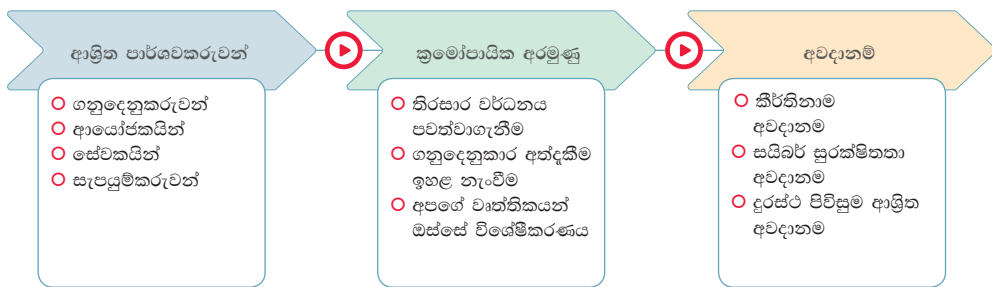 ආශ්‍රිත පාර්ශවකරුවන්
ගනුදෙනුකරුවන්
ආයෝජකයින්
සේවකයින්
සැපයුම්කරුවන්
ක්‍රමෝපායික අරමුණු
තිරසාර වර්ධනය
පවත්වාගැනීම
ගනුදෙනුකාර අත්දැකීම
ඉහළ නැංවීම
අපගේ වෘත්තිකයන්
ඔස්සේ විශේෂීකරණය
අවදානම්
කීර්තිනාම
අවදානම
සයිබර් සුරක්ෂිතතා
අවදානම
දුරස්ථ පිවිසුම ආශ්‍රිත
අවදානම